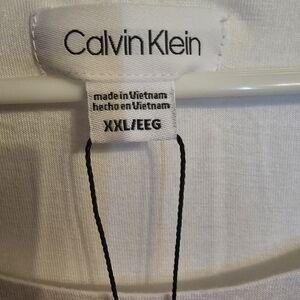 Calvin Klein
made in Vietnam
hecho en Vietnam
XXL/EEG